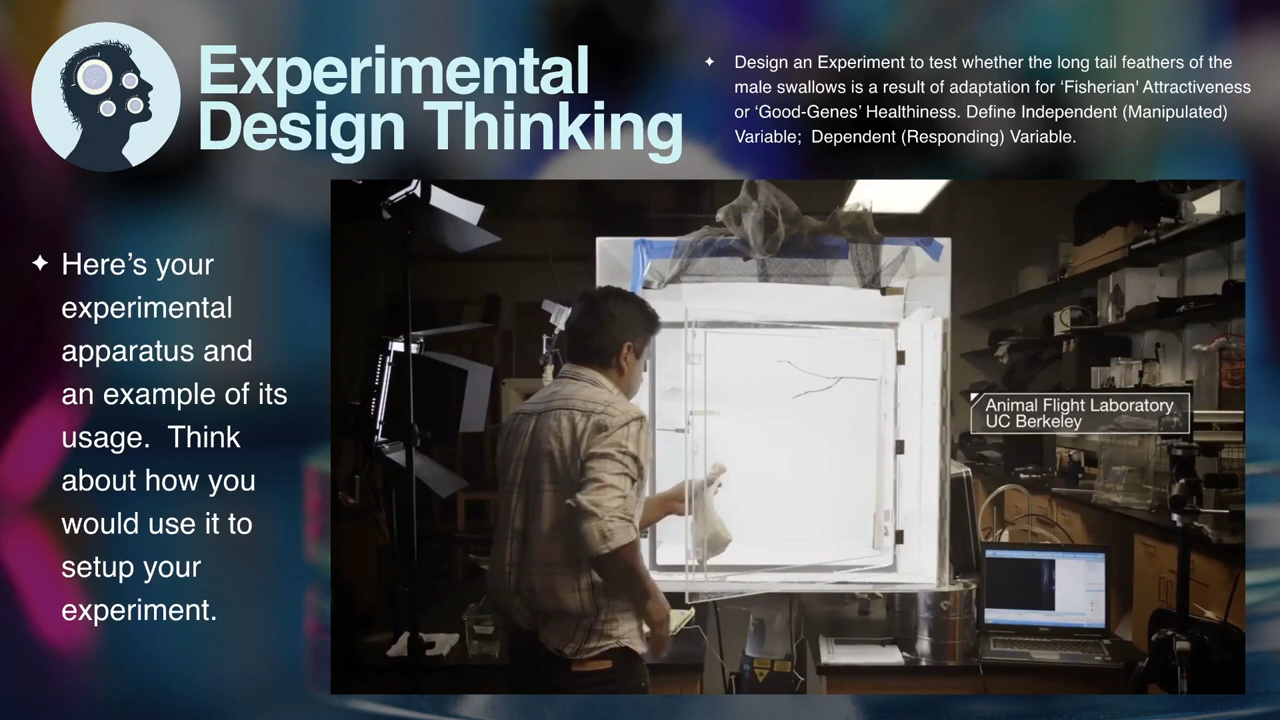 Experimental
Design Thinking
✦ Design an Experiment to test whether the long tail feathers of the
male swallows is a result of adaptation for ‘Fisherian' Attractiveness
or ‘Good-Genes’ Healthiness. Define Independent (Manipulated)
Variable;  Dependent (Responding) Variable.
✦ Here’s your
experimental
apparatus and
an example of its
usage.  Think
about how you
would use it to
setup your
experiment.
Animal Flight Laboratory
UC Berkeley